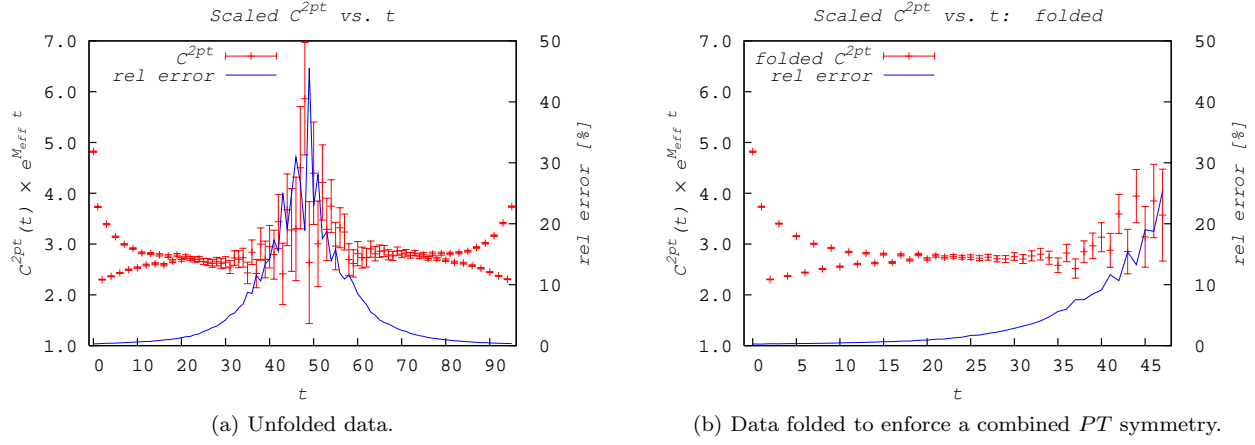 Scaled C^2pt vs. t
C^2pt
rel error
7.0
6.0
5.0
4.0
3.0
2.0
1.0
C^2pt(t) × e^{M_eff t}
0 10 20 30 40 50 60 70 80 90
t
50
40
30
20
10
0
rel error [%]
(a) Unfolded data.
Scaled C^2pt vs. t: folded
folded C^2pt
rel error
7.0
6.0
5.0
4.0
3.0
2.0
1.0
C^2pt(t) × e^{M_eff t}
0 5 10 15 20 25 30 35 40 45
t
50
40
30
20
10
0
rel error [%]
(b) Data folded to enforce a combined PT symmetry.